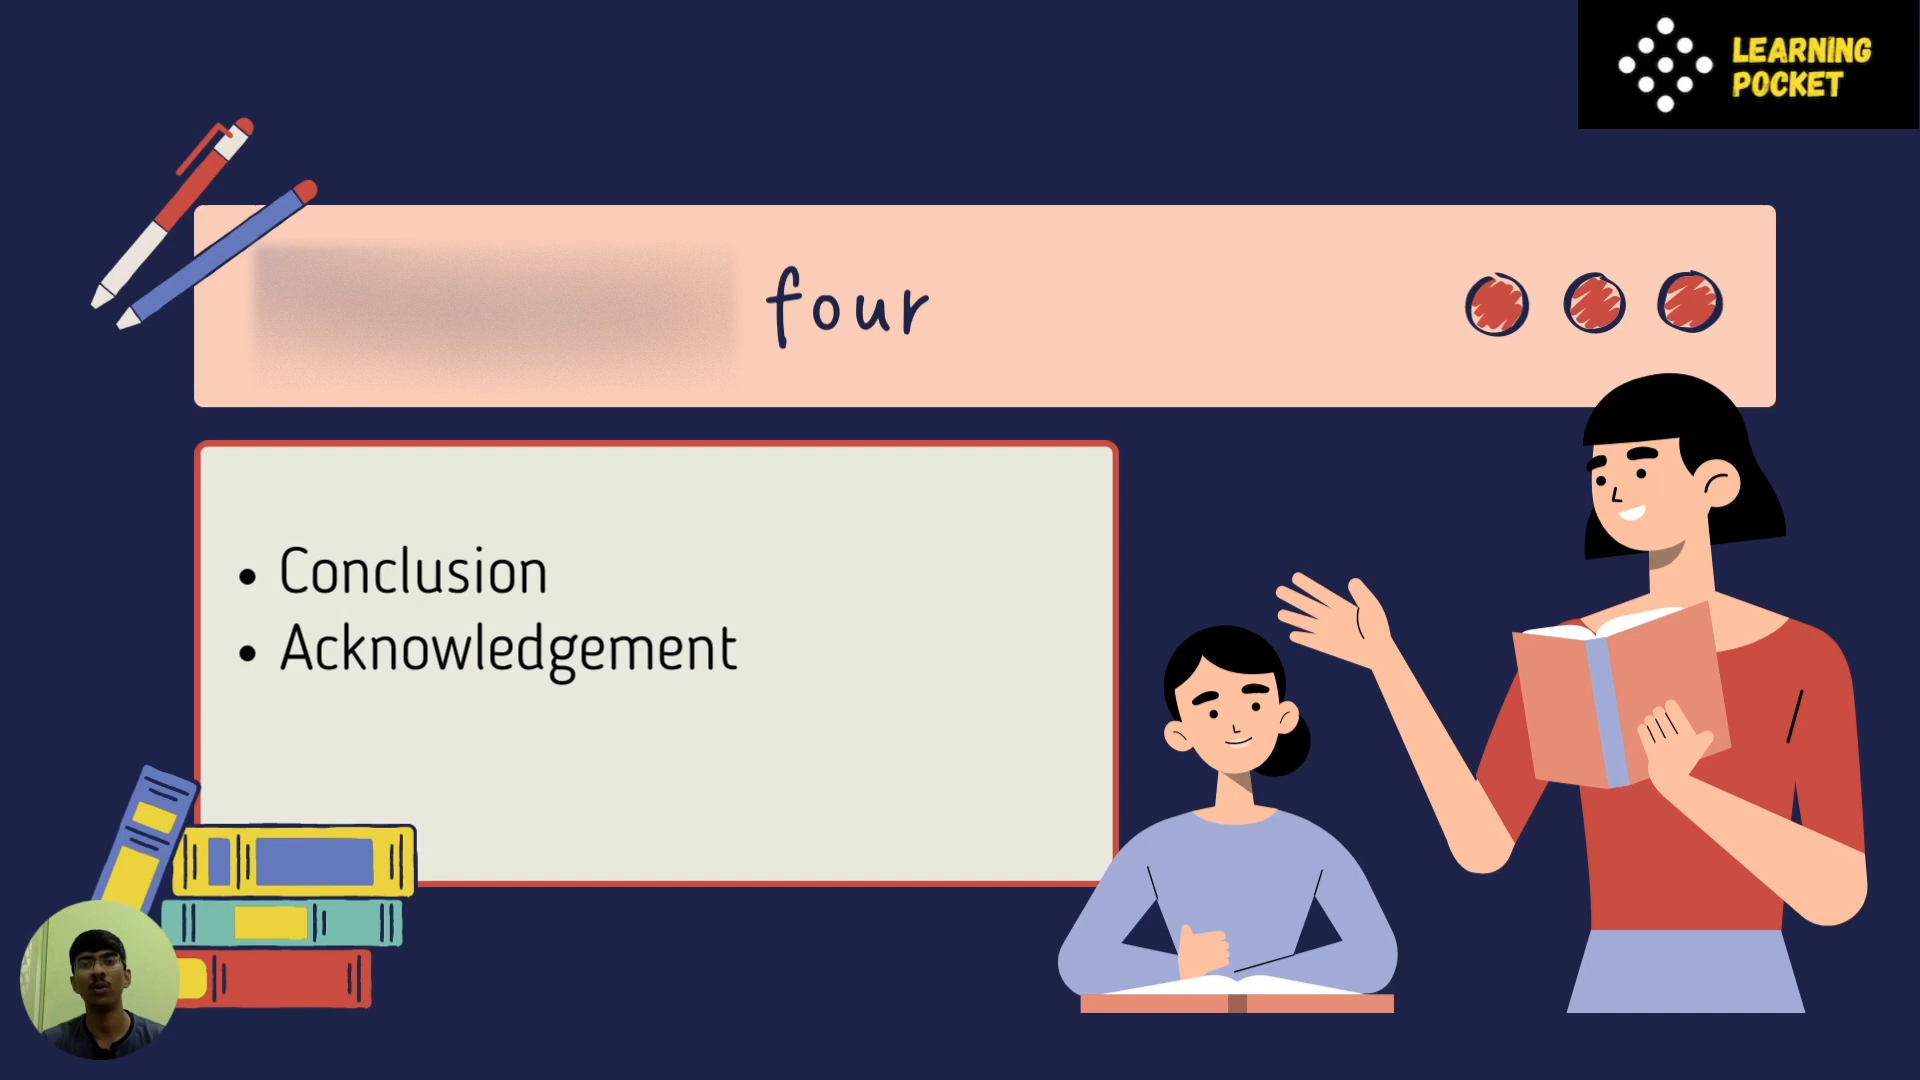 LEARNING
POCKET
four
Conclusion
Acknowledgement